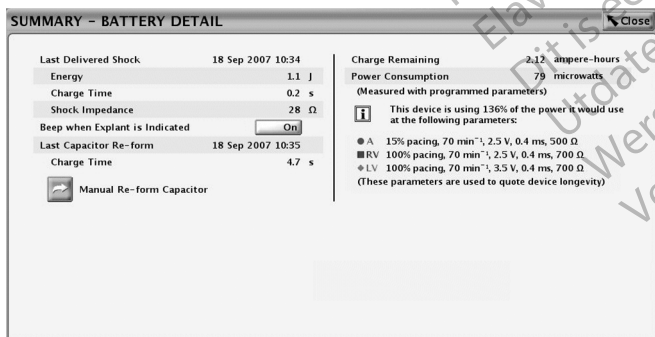 SUMMARY – BATTERY DETAIL
Close
Last Delivered Shock 18 Sep 2007 10:34
Energy 1.1 J
Charge Time 0.2 s
Shock Impedance 28 Ω
Beep when Explant is Indicated On
Last Capacitor Re-form 18 Sep 2007 10:35
Charge Time 4.7 s
Manual Re-form Capacitor
Charge Remaining 2.12 ampere-hours
Power Consumption 79 microwatts
(Measured with programmed parameters)
This device is using 136% of the power it would use
at the following parameters:
A 15% pacing, 70 min⁻¹, 2.5 V, 0.4 ms, 500 Ω
RV 100% pacing, 70 min⁻¹, 2.5 V, 0.4 ms, 700 Ω
LV 100% pacing, 70 min⁻¹, 3.5 V, 0.4 ms, 700 Ω
(These parameters are used to quote device longevity)